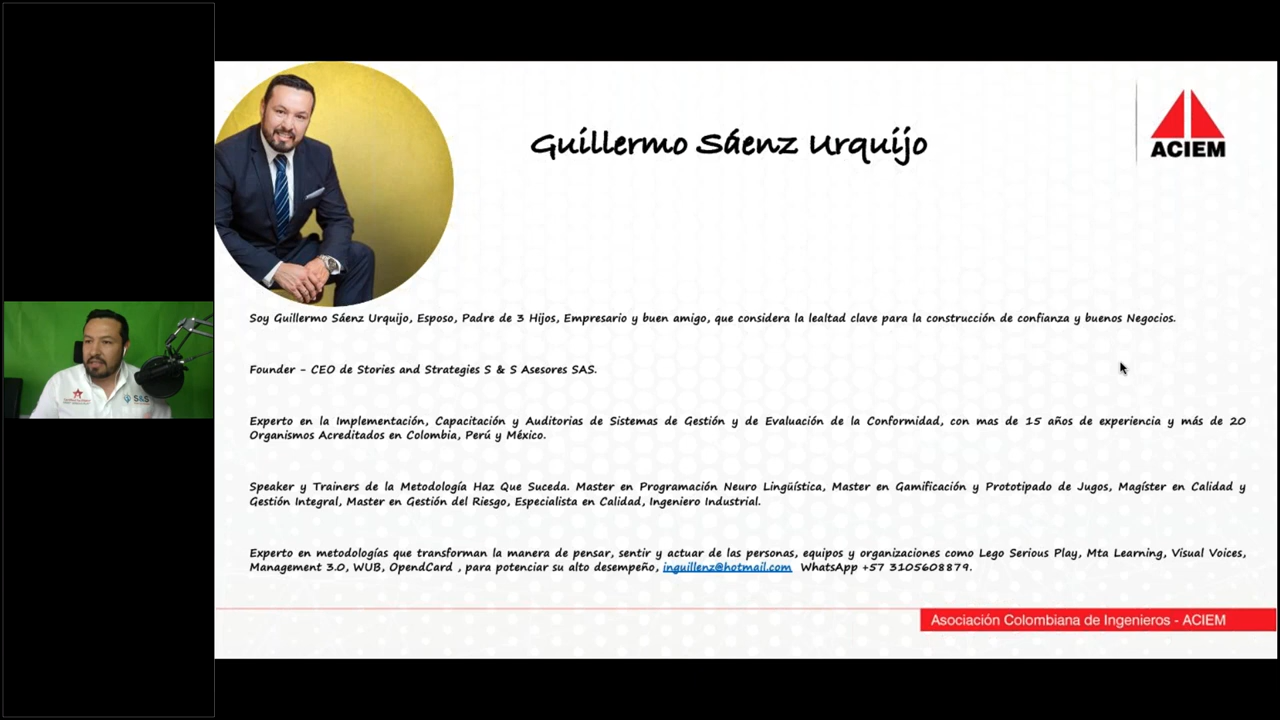 Guillermo Sáenz Urquijo
ACIEM
Soy Guillermo Sáenz Urquijo, Esposo, Padre de 3 Hijos, Empresario y buen amigo, que considera la lealtad clave para la construcción de confianza y buenos Negocios.
Founder - CEO de Stories and Strategies S & S Asesores SAS.
Experto en la Implementación, Capacitación y Auditorias de Sistemas de Gestión y de Evaluación de la Conformidad, con mas de 15 años de experiencia y más de 20
Organismos Acreditados en Colombia, Perú y México.
S&S
Speaker y Trainers de la Metodología Haz Que Suceda. Master en Programación Neuro Lingüística, Master en Gamificación y Prototipado de Jugos, Magíster en Calidad y
Gestión Integral, Master en Gestión del Riesgo, Especialista en Calidad, Ingeniero Industrial.
Experto en metodologías que transforman la manera de pensar, sentir y actuar de las personas, equipos y organizaciones como Lego Serious Play, Mta Learning, Visual Voices,
Management 3.0, WUB, OpendCard , para potenciar su alto desempeño, inguillenz@hotmail.com WhatsApp +57 3105608879.
Asociación Colombiana de Ingenieros - ACIEM